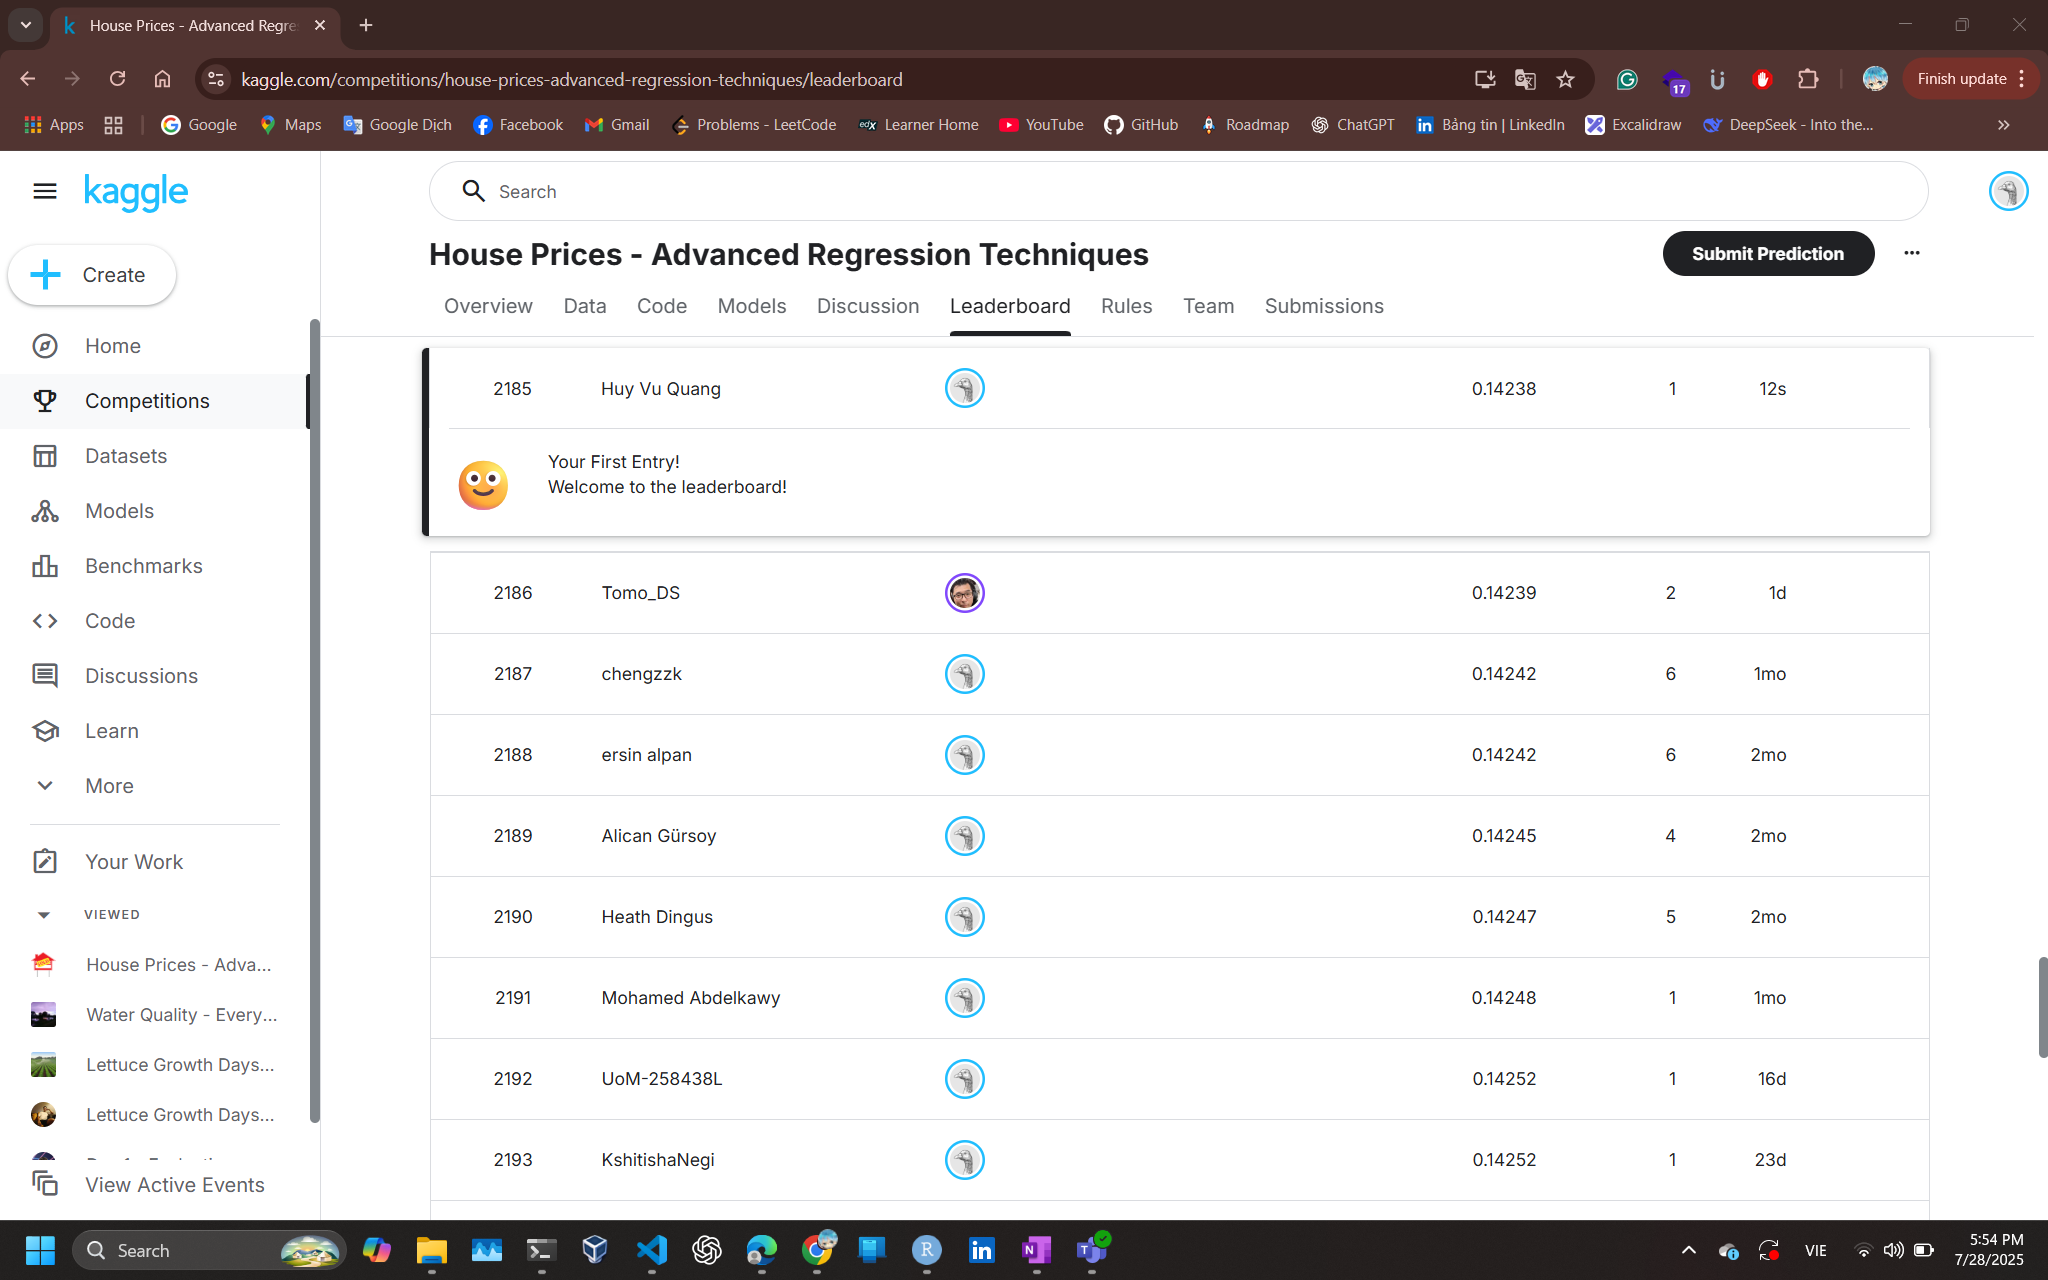 House Prices - Advanced Regre
kaggle.com/competitions/house-prices-advanced-regression-techniques/leaderboard
17
Finish update
Apps
Google
Maps
Google Dịch
Facebook
Gmail
Problems - LeetCode
edx Learner Home
YouTube
GitHub
Roadmap
ChatGPT
Bảng tin | LinkedIn
Excalidraw
DeepSeek - Into the...
kaggle
Search
Create
House Prices - Advanced Regression Techniques
Submit Prediction
Overview Data Code Models Discussion Leaderboard Rules Team Submissions
Home
Competitions
Datasets
Models
Benchmarks
Code
Discussions
Learn
More
Your Work
VIEWED
House Prices - Adva...
Water Quality - Every...
Lettuce Growth Days...
Lettuce Growth Days...
View Active Events
2185 Huy Vu Quang 0.14238 1 12s
Your First Entry!
Welcome to the leaderboard!
2186 Tomo_DS 0.14239 2 1d
2187 chengzzk 0.14242 6 1mo
2188 ersin alpan 0.14242 6 2mo
2189 Alican Gürsoy 0.14245 4 2mo
2190 Heath Dingus 0.14247 5 2mo
2191 Mohamed Abdelkawy 0.14248 1 1mo
2192 UoM-258438L 0.14252 1 16d
2193 KshitishaNegi 0.14252 1 23d
Search
VIE
5:54 PM
7/28/2025